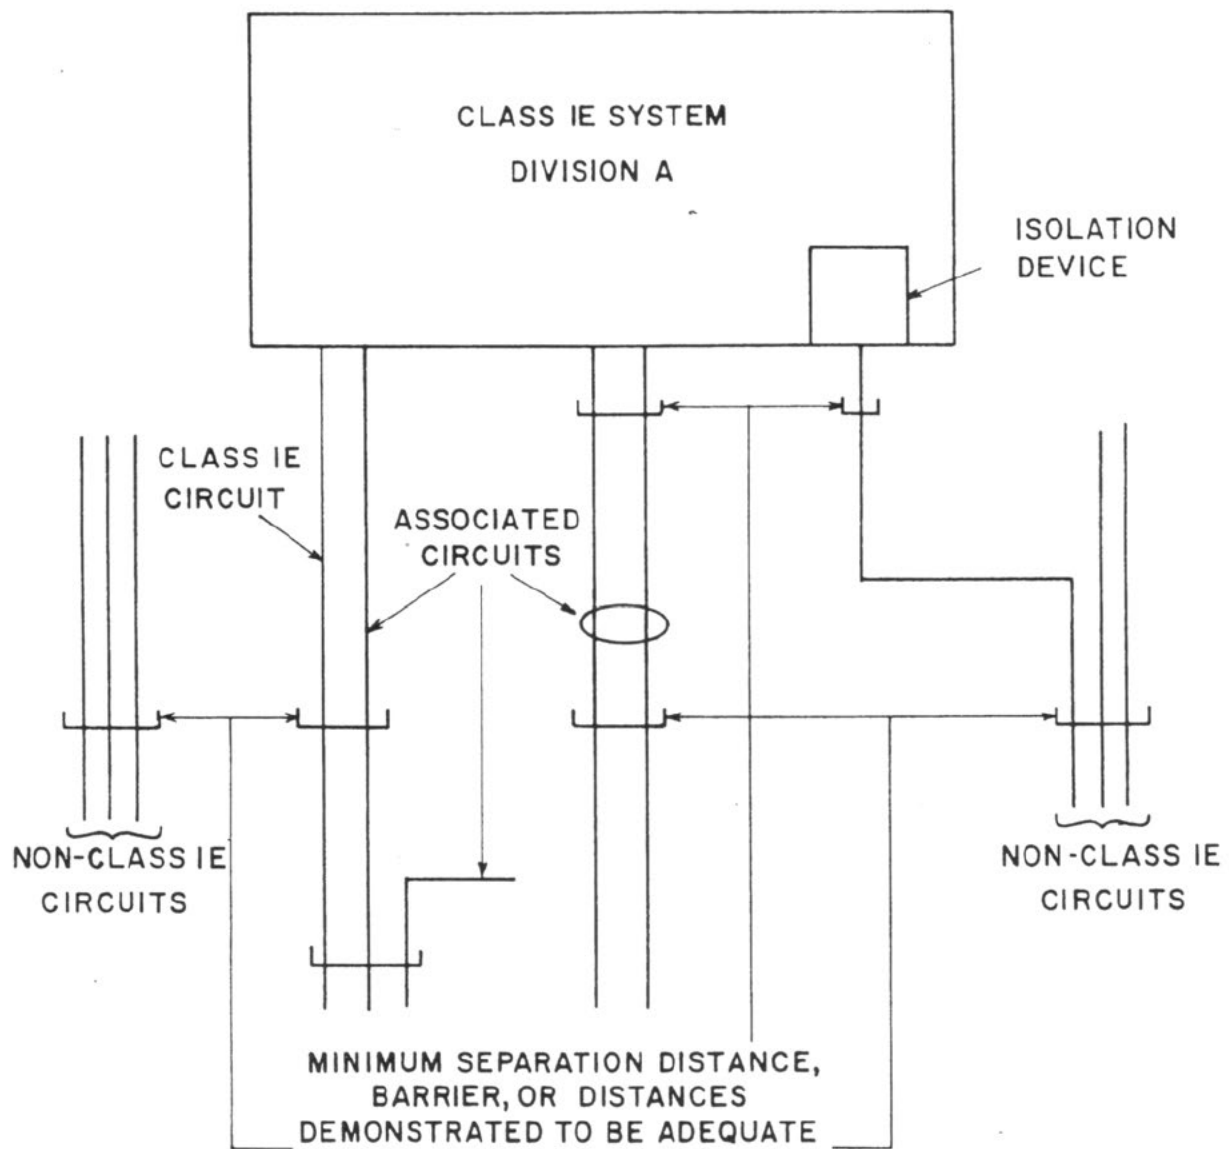 CLASS IE SYSTEM
DIVISION A
ISOLATION
DEVICE
CLASS IE
CIRCUIT
ASSOCIATED
CIRCUITS
NON-CLASS IE
CIRCUITS
NON-CLASS IE
CIRCUITS
MINIMUM SEPARATION DISTANCE,
BARRIER, OR DISTANCES
DEMONSTRATED TO BE ADEQUATE